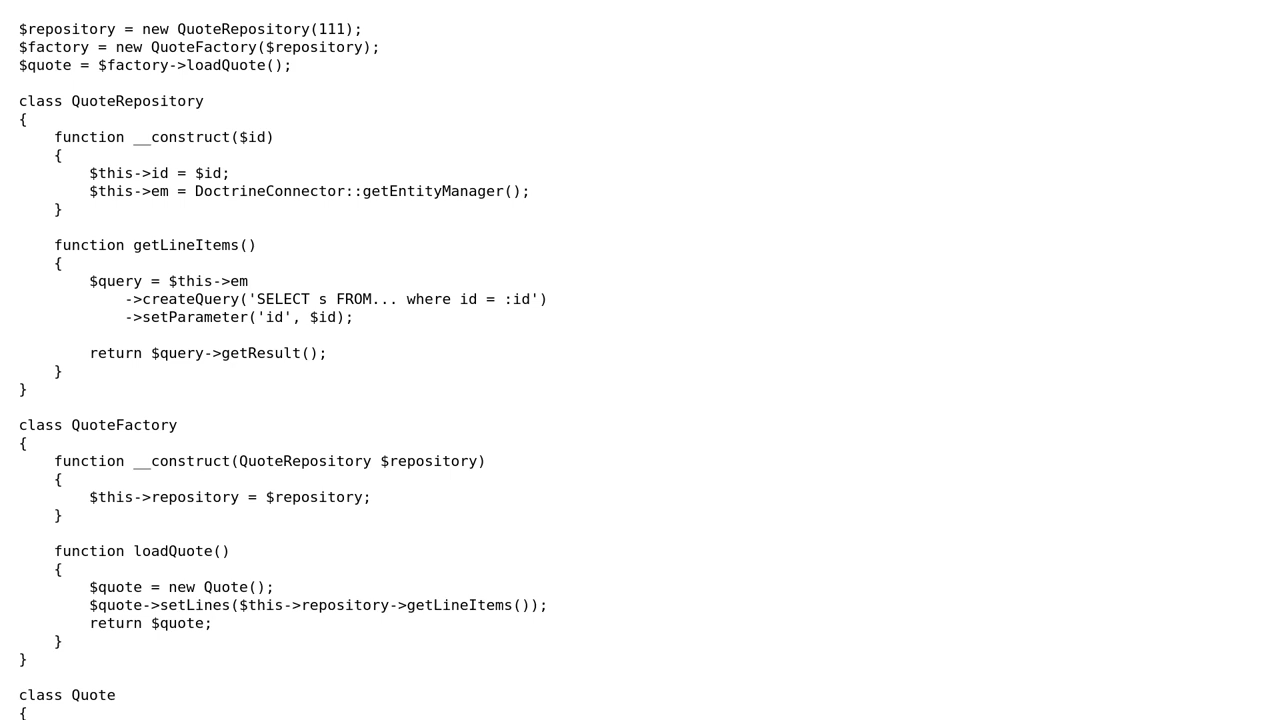 $repository = new QuoteRepository(111);
$factory = new QuoteFactory($repository);
$quote = $factory->loadQuote();

class QuoteRepository
{
    function __construct($id)
    {
        $this->id = $id;
        $this->em = DoctrineConnector::getEntityManager();
    }

    function getLineItems()
    {
        $query = $this->em
            ->createQuery('SELECT s FROM... where id = :id')
            ->setParameter('id', $id);

        return $query->getResult();
    }
}

class QuoteFactory
{
    function __construct(QuoteRepository $repository)
    {
        $this->repository = $repository;
    }

    function loadQuote()
    {
        $quote = new Quote();
        $quote->setLines($this->repository->getLineItems());
        return $quote;
    }
}

class Quote
{